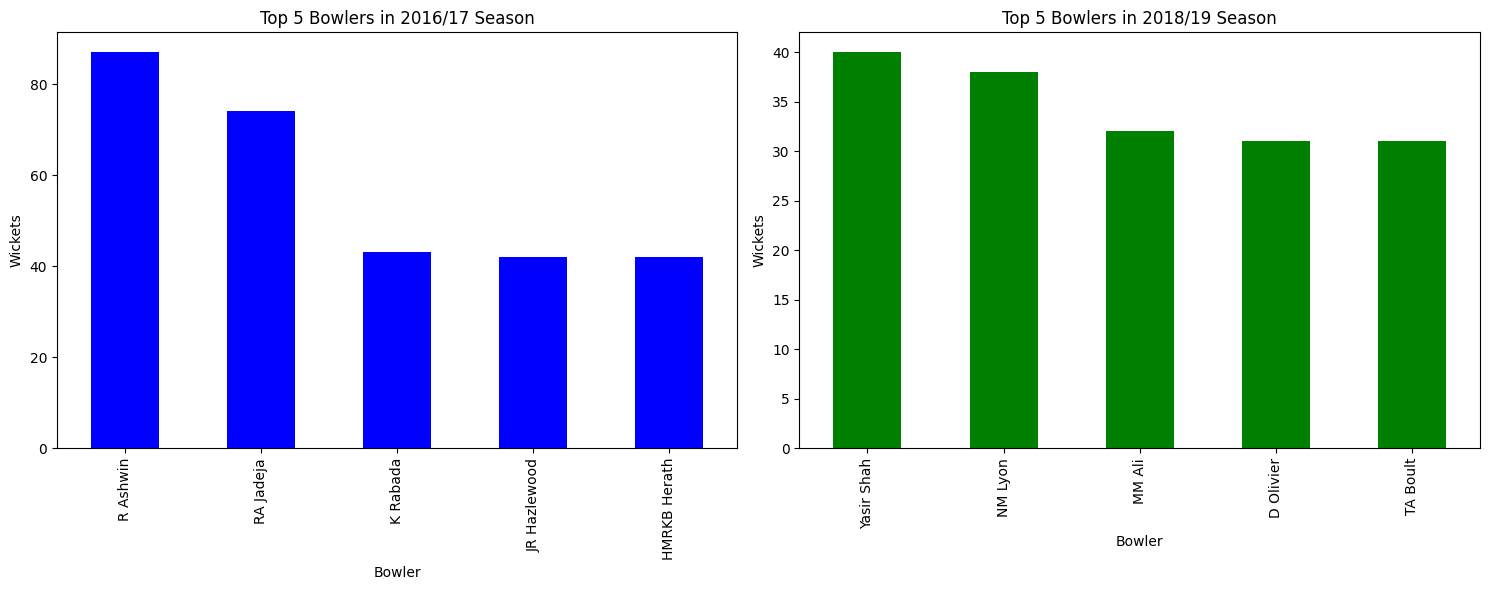 Top 5 Bowlers in 2016/17 Season
Wickets
80
60
40
20
0
R Ashwin
RA Jadeja
K Rabada
JR Hazlewood
HMRKB Herath
Bowler
Top 5 Bowlers in 2018/19 Season
Wickets
40
35
30
25
20
15
10
5
0
Yasir Shah
NM Lyon
MM Ali
D Olivier
TA Boult
Bowler